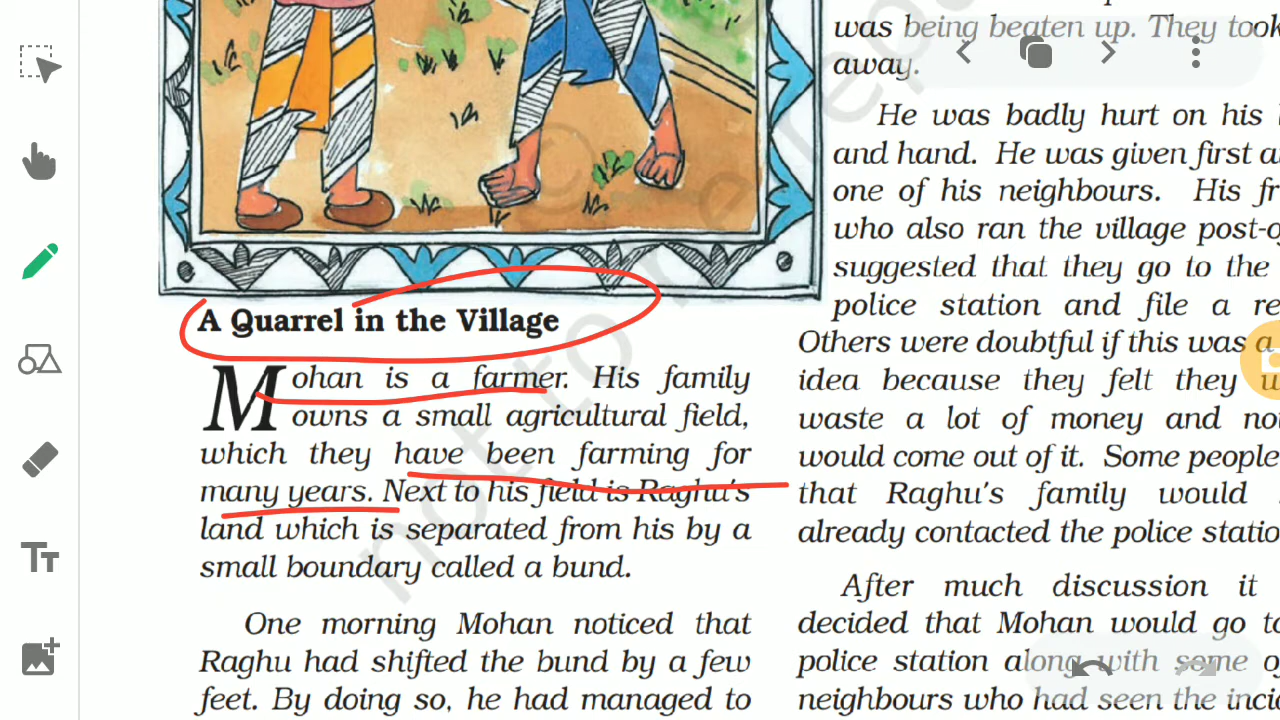 A Quarrel in the Village
Mohan is a farmer. His family
owns a small agricultural field,
which they have been farming for
many years. Next to his field is Raghu's
land which is separated from his by a
small boundary called a bund.
One morning Mohan noticed that
Raghu had shifted the bund by a few
feet. By doing so, he had managed to
was being beaten up. They took
away.
He was badly hurt on his
and hand. He was given first
one of his neighbours. His
who also ran the village
suggested that they go to the
police station and file a
Others were doubtful if this was a
idea because they felt they
waste a lot of money and
would come out of it. Some people
that Raghu's family would
already contacted the police
After much discussion it
decided that Mohan would go
police station along with some
neighbours who had seen the
not to
Tt